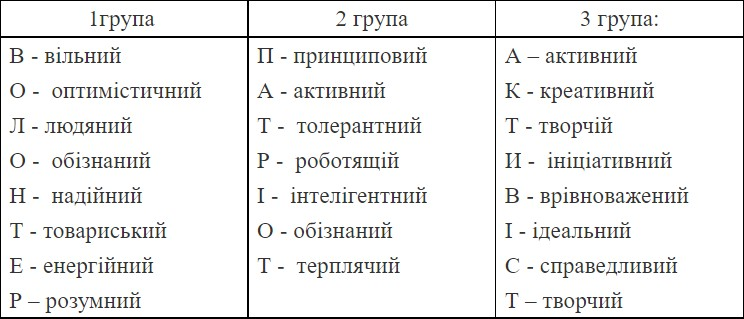 1група
В - вільний
О - оптимістичний
Л - людяний
О - обізнаний
Н - надійний
Т - товариський
Е - енергійний
Р – розумний
2 група
П - принциповий
А - активний
Т - толерантний
Р - роботящій
І - інтелігентний
О - обізнаний
Т - терплячий
3 група:
А – активний
К - креативний
Т - творчій
И - ініціативний
В - врівноважений
І - ідеальний
С - справедливий
Т – творчий